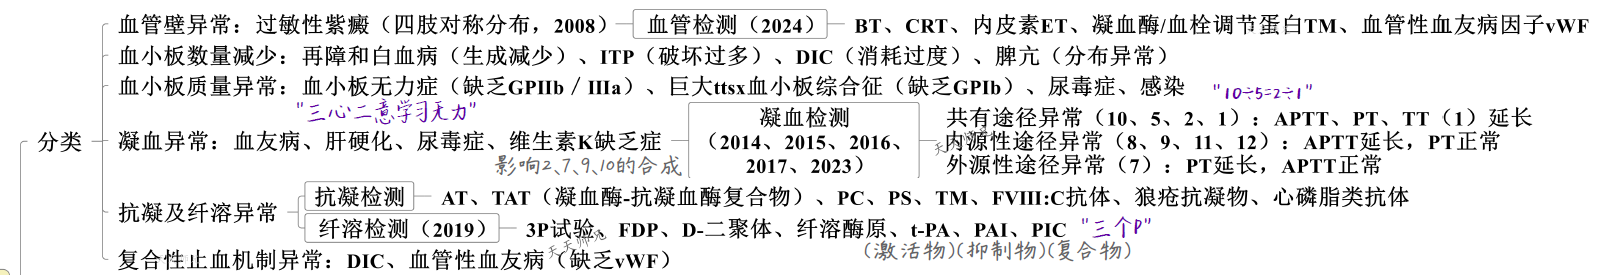 血管壁异常：过敏性紫癜（四肢对称分布，2008） 血管检测（2024） BT、CRT、内皮素ET、凝血酶/血栓调节蛋白TM、血管性血友病因子vWF
血小板数量减少：再障和白血病（生成减少）、ITP（破坏过多）、DIC（消耗过度）、脾亢（分布异常）
血小板质量异常：血小板无力症（缺乏GPIIb / IIIa）、巨大ttsx血小板综合征（缺乏GPIb）、尿毒症、感染
"10÷5=2÷1"
"三心二意学习无力"
分类
凝血异常：血友病、肝硬化、尿毒症、维生素K缺乏症
影响2、7、9、10的合成
凝血检测
（2014、2015、2016、
2017、2023）
共有途径异常（10、5、2、1）：APTT、PT、TT（1）延长
内源性途径异常（8、9、11、12）：APTT延长，PT正常
外源性途径异常（7）：PT延长，APTT正常
天天师兄
抗凝及纤溶异常
抗凝检测 AT、TAT（凝血酶-抗凝血酶复合物）、PC、PS、TM、FVIII:C抗体、狼疮抗凝物、心磷脂类抗体
纤溶检测（2019） 3P试验、FDP、D-二聚体、纤溶酶原、t-PA、PAI、PIC "三个P"
(激活物)(抑制物)(复合物)
天天师兄
复合性止血机制异常：DIC、血管性血友病（缺乏vWF）